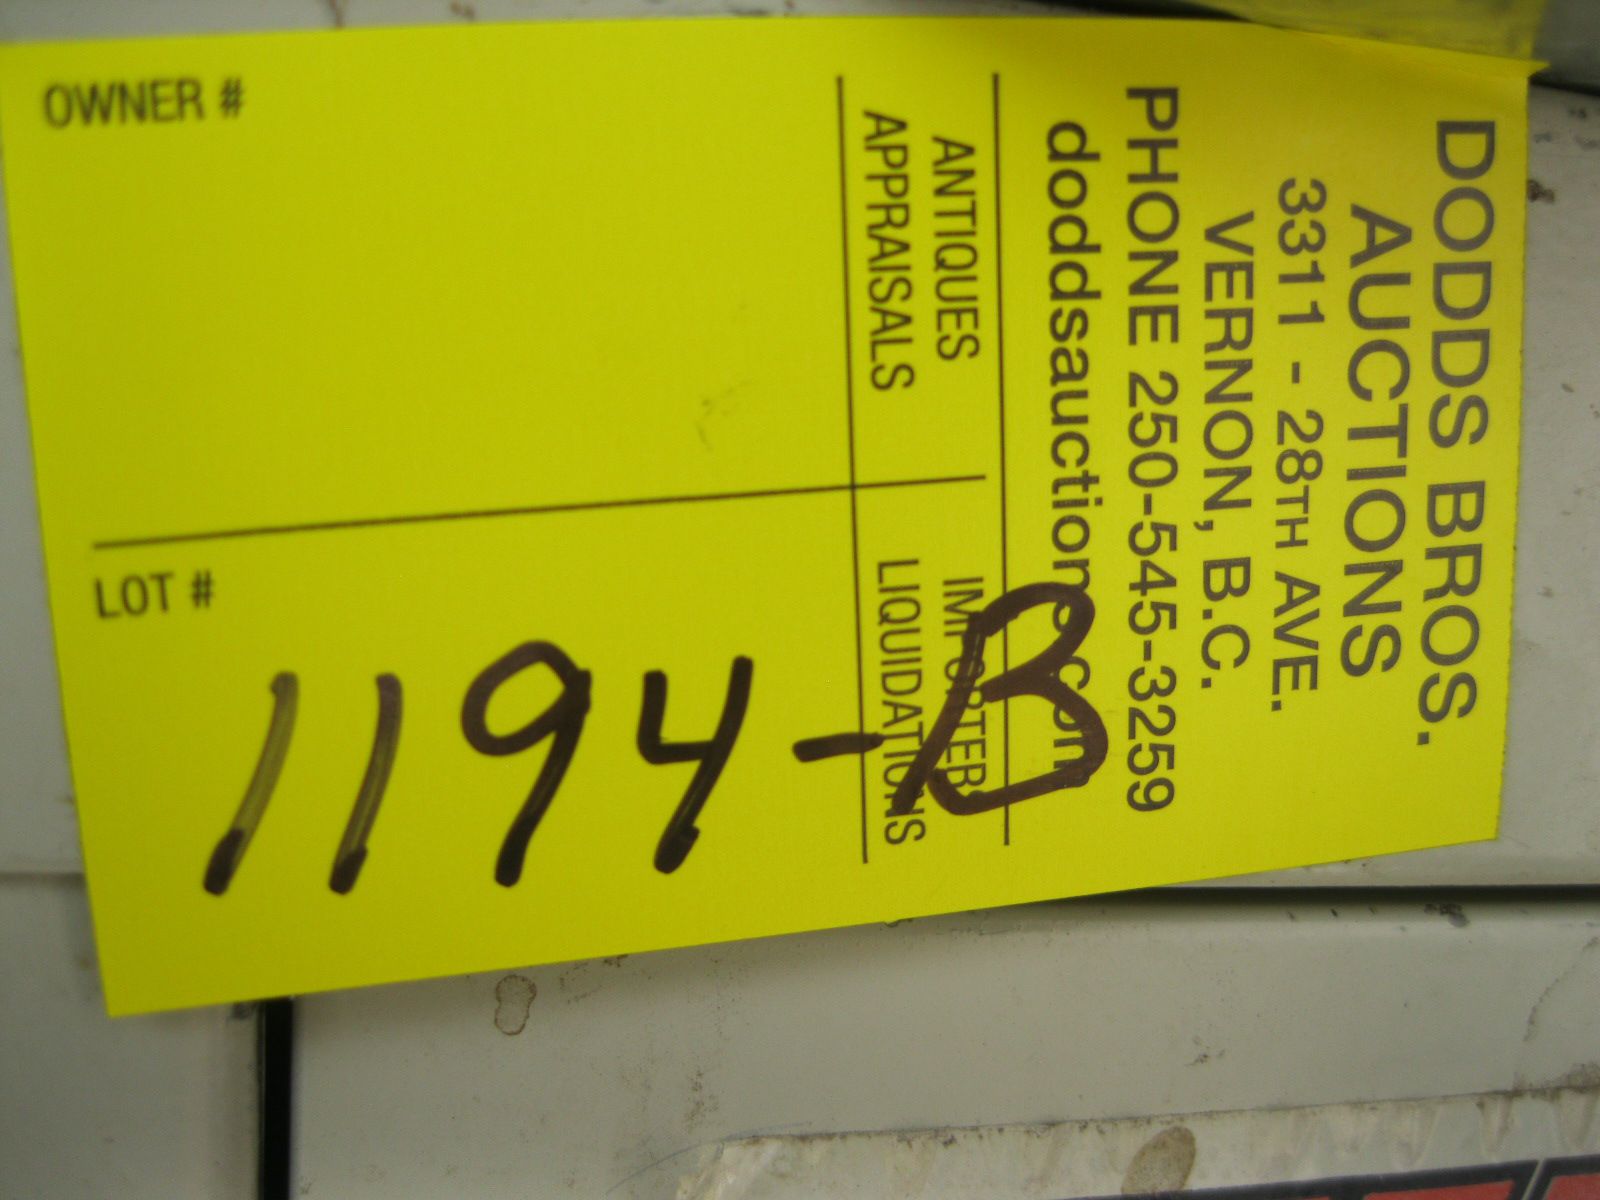 DODDS BROS.
AUCTIONS
3311 - 28TH AVE.
VERNON, B.C.
PHONE 250-545-3259
doddsauctions.com
ANTIQUES IMPORTERS
APPRAISALS LIQUIDATIONS
OWNER #
LOT #
1194-B